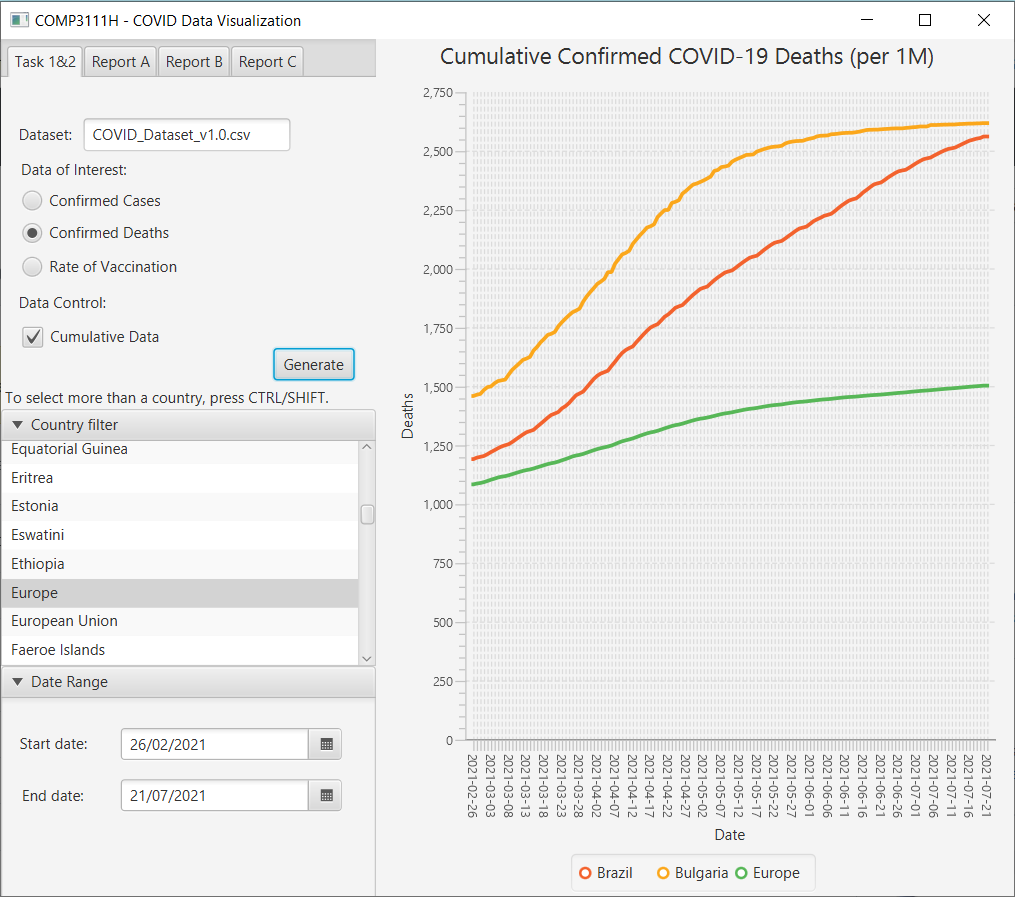 COMP3111H - COVID Data Visualization
Task 1&2 Report A Report B Report C
Dataset: COVID_Dataset_v1.0.csv
Data of Interest:
Confirmed Cases
Confirmed Deaths
Rate of Vaccination
Data Control:
Cumulative Data
Generate
To select more than a country, press CTRL/SHIFT.
Country filter
Equatorial Guinea
Eritrea
Estonia
Eswatini
Ethiopia
Europe
European Union
Faeroe Islands
Date Range
Start date: 26/02/2021
End date: 21/07/2021
Cumulative Confirmed COVID-19 Deaths (per 1M)
2,750
2,500
2,250
2,000
1,750
1,500
1,250
1,000
750
500
250
0
Deaths
2021-02-26
2021-03-03
2021-03-08
2021-03-13
2021-03-18
2021-03-23
2021-03-28
2021-04-02
2021-04-07
2021-04-12
2021-04-17
2021-04-22
2021-04-27
2021-05-02
2021-05-07
2021-05-12
2021-05-17
2021-05-22
2021-05-27
2021-06-01
2021-06-06
2021-06-11
2021-06-16
2021-06-21
2021-06-26
2021-07-01
2021-07-06
2021-07-11
2021-07-16
2021-07-21
Date
Brazil Bulgaria Europe